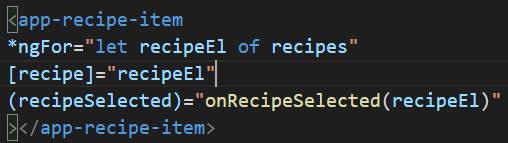 <app-recipe-item
*ngFor="let recipeEl of recipes"
[recipe]="recipeEl"
(recipeSelected)="onRecipeSelected(recipeEl)"
></app-recipe-item>